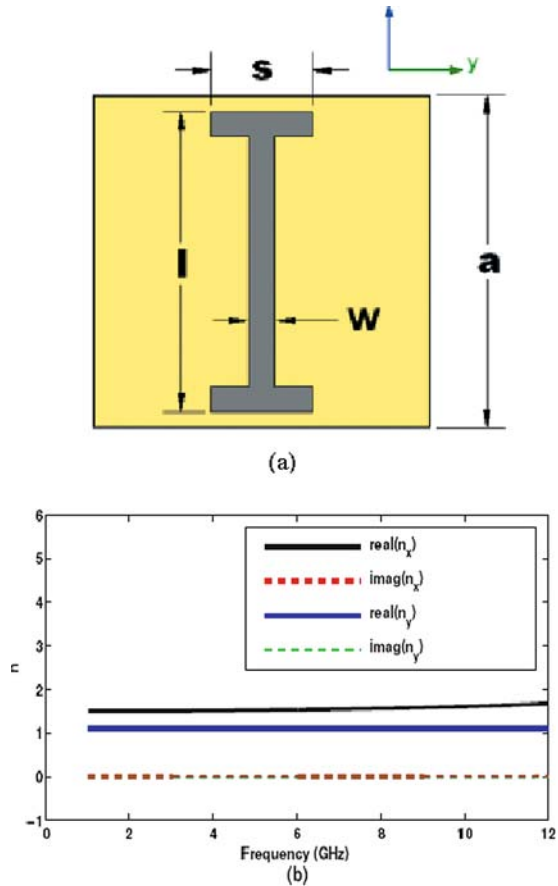 s
y
l
a
w
(a)
6
5
4
3
2
1
0
−1
n
real(n_x)
imag(n_x)
real(n_y)
imag(n_y)
0 2 4 6 8 10 12
Frequency (GHz)
(b)